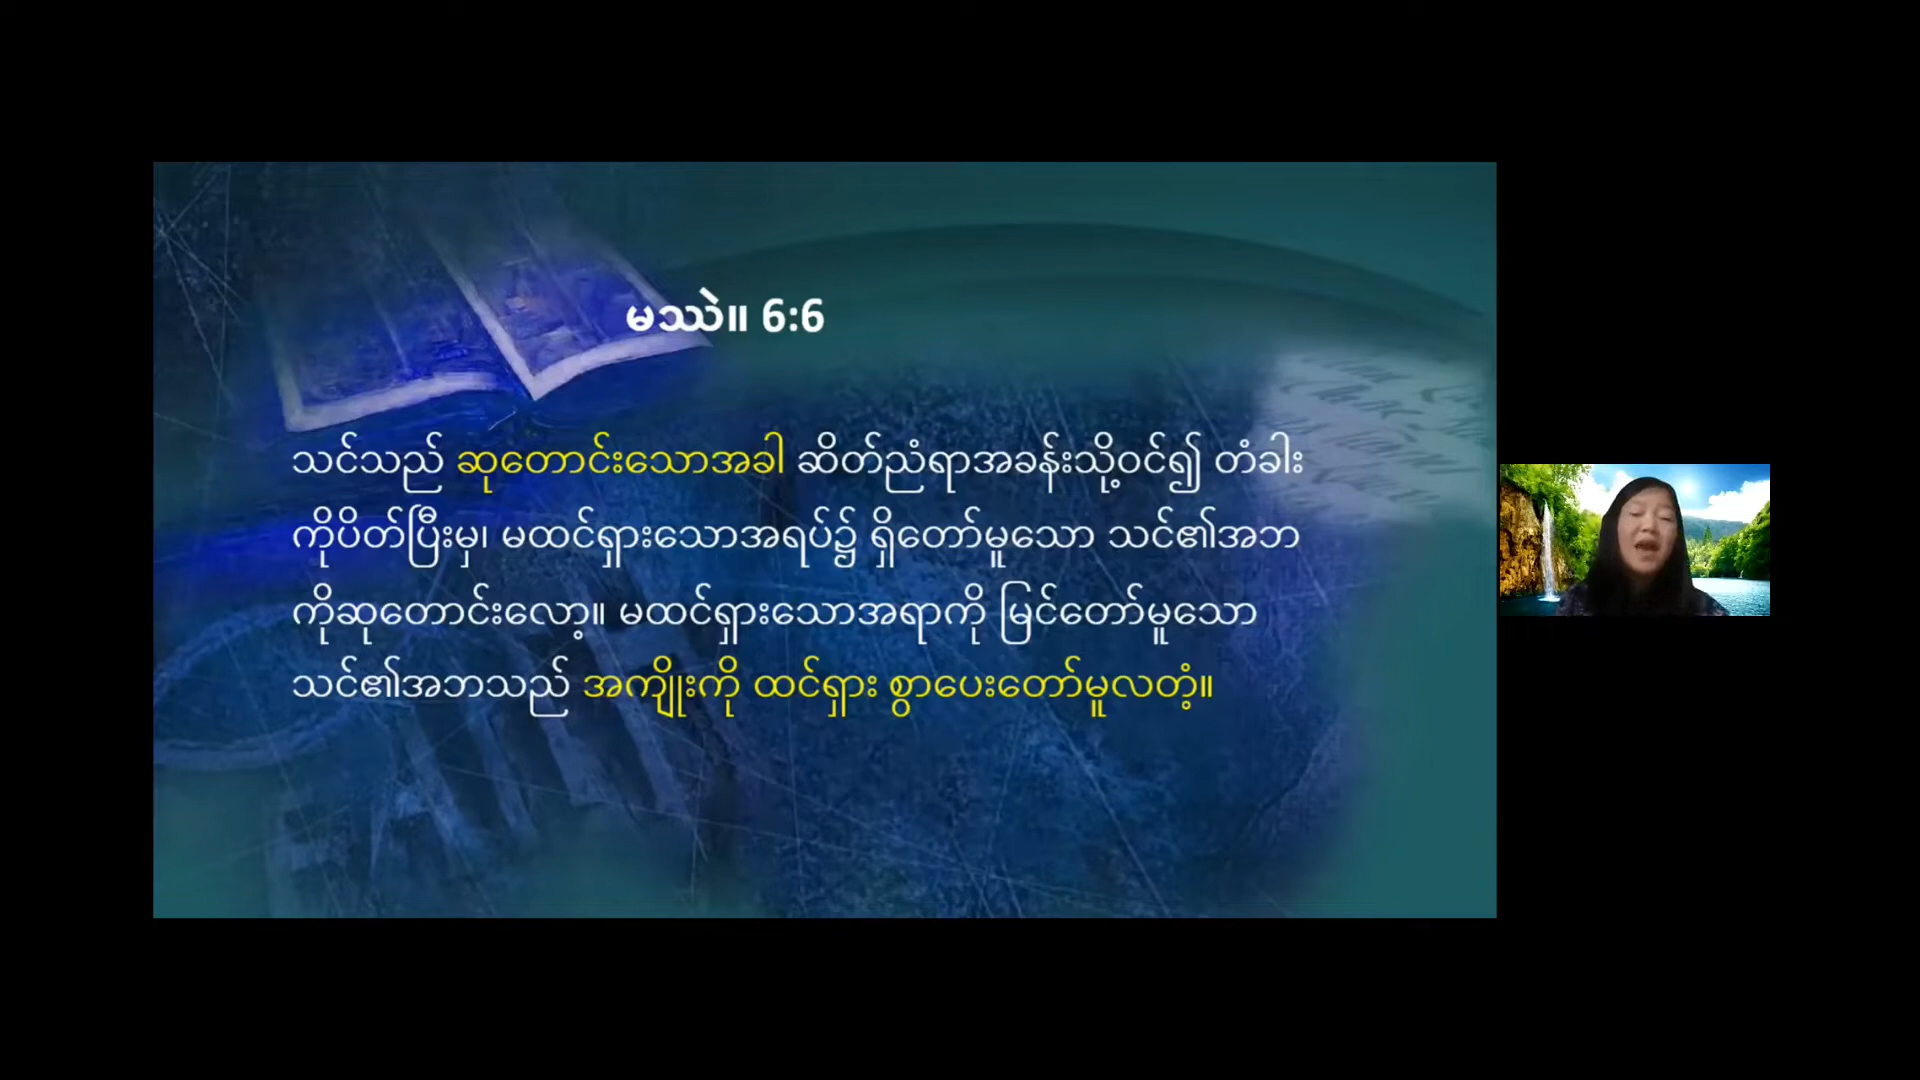 မဿဲ။ 6:6
သင်သည် ဆုတောင်းသောအခါ ဆိတ်ညံရာအခန်းသို့ဝင်၍ တံခါး
ကိုပိတ်ပြီးမှ၊ မထင်ရှားသောအရပ်၌ ရှိတော်မူသော သင်၏အဘ
ကိုဆုတောင်းလော့။ မထင်ရှားသောအရာကို မြင်တော်မူသော
သင်၏အဘသည် အကျိုးကို ထင်ရှား စွာပေးတော်မူလတံ့။